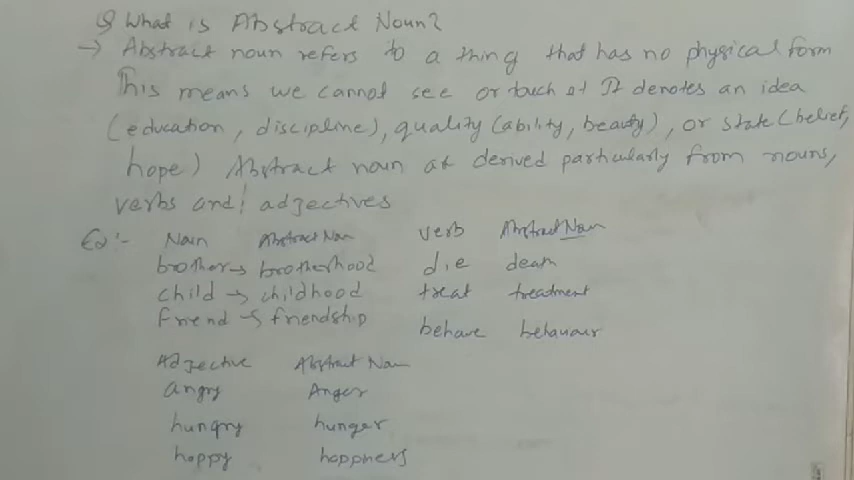 Q What is Abstract Noun?
→ Abstract noun refers to a thing that has no physical form
This means we cannot see or touch it It denotes an idea
(education, discipline), quality (ability, beauty), or state (belief,
hope) Abstract noun at derived particularly from nouns,
verbs and adjectives
Ex:- Noun Abstract Noun verb Abstract Noun
brother → brotherhood die death
child → childhood treat treatment
Friend → friendship behave behaviour
Adjective Abstract Noun
angry Anger
hungry hunger
happy happness